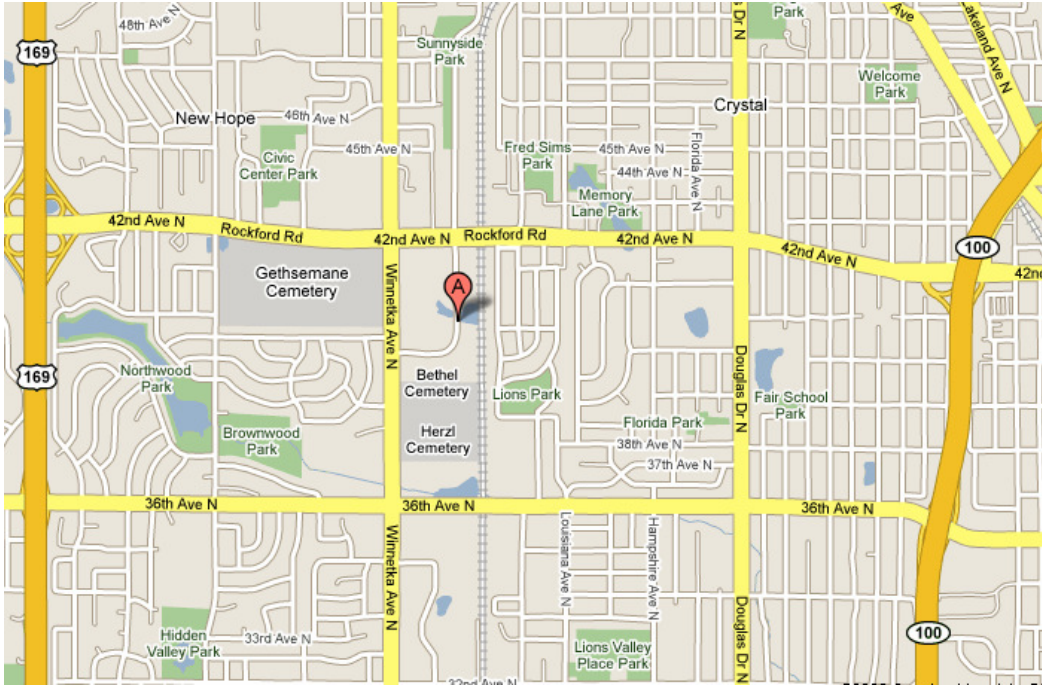 48th Ave N
169
Sunnyside
Park
s Dr N
Park
Ave
Lakeland Ave N
Welcome
Park
New Hope
46th Ave N
Crystal
Civic
Center Park
45th Ave N
Fred Sims
Park
45th Ave N
44th Ave N
Florida Ave N
Memory
Lane Park
42nd Ave N
Rockford Rd
42nd Ave N
Rockford Rd
42nd Ave N
42nd Ave N
100
42nd
Gethsemane
Cemetery
Winnetka Ave N
A
169
Northwood
Park
Bethel
Cemetery
Lions Park
Douglas Dr N
Fair School
Park
Florida Park
Brownwood
Park
Herzl
Cemetery
38th Ave N
37th Ave N
36th Ave N
36th Ave N
36th Ave N
Winnetka Ave N
Louisiana Ave N
Hampshire Ave N
Douglas Dr N
100
Hidden
Valley Park
33rd Ave N
Lions Valley
Place Park
32nd Ave N